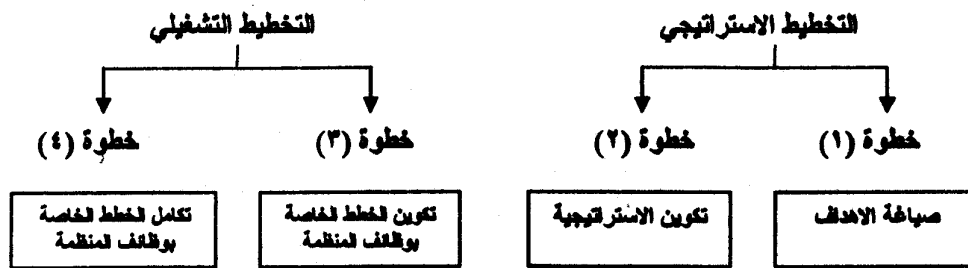 التخطيط الاستراتيجي
التخطيط التشغيلي
خطوة (١)
خطوة (٢)
خطوة (٣)
خطوة (٤)
صياغة الاهداف
تكوين الاستراتيجية
تكوين الخطط الخاصة
بوظائف المنظمة
تكامل الخطط الخاصة
بوظائف المنظمة